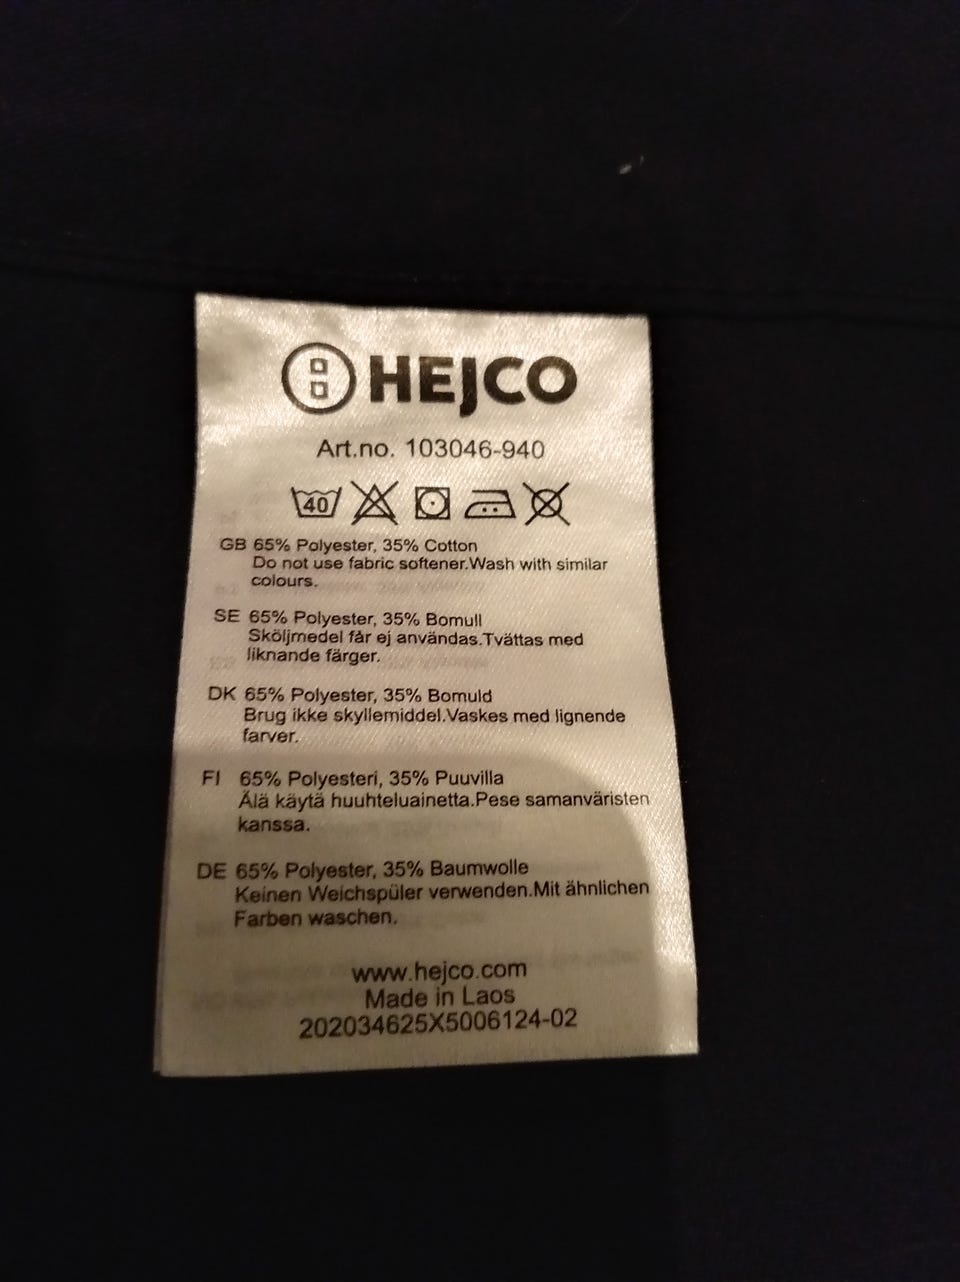 HEJCO
Art.no. 103046-940
40
GB 65% Polyester, 35% Cotton
Do not use fabric softener.Wash with similar
colours.
SE 65% Polyester, 35% Bomull
Sköljmedel får ej användas.Tvättas med
liknande färger.
DK 65% Polyester, 35% Bomuld
Brug ikke skyllemiddel.Vaskes med lignende
farver.
FI 65% Polyesteri, 35% Puuvilla
Älä käytä huuhteluainetta.Pese samanväristen
kanssa.
DE 65% Polyester, 35% Baumwolle
Keinen Weichspüler verwenden.Mit ähnlichen
Farben waschen.
www.hejco.com
Made in Laos
202034625X5006124-02